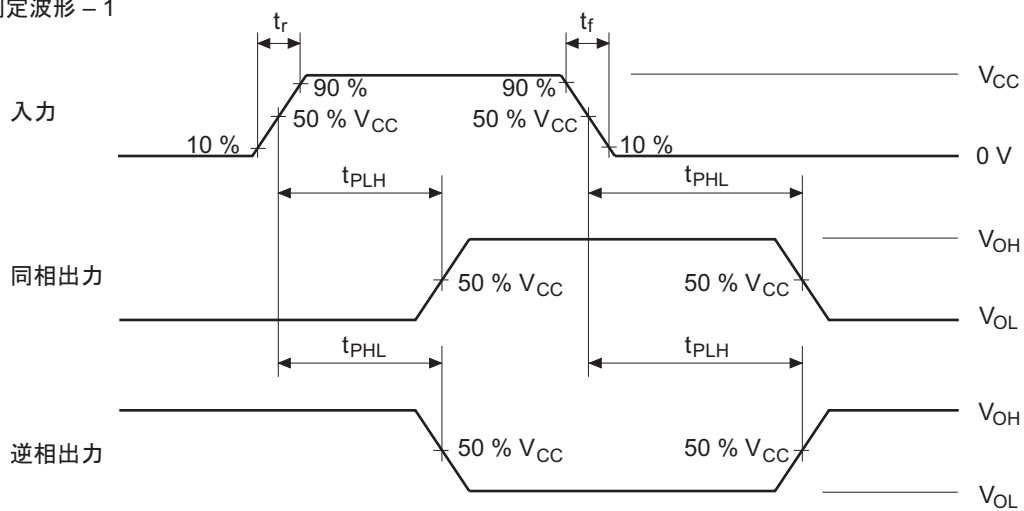 定波形 – 1
tr
tf
90 %
90 %
VCC
入力
50 % VCC
50 % VCC
10 %
10 %
0 V
tPLH
tPHL
VOH
同相出力
50 % VCC
50 % VCC
VOL
tPHL
tPLH
VOH
逆相出力
50 % VCC
50 % VCC
VOL